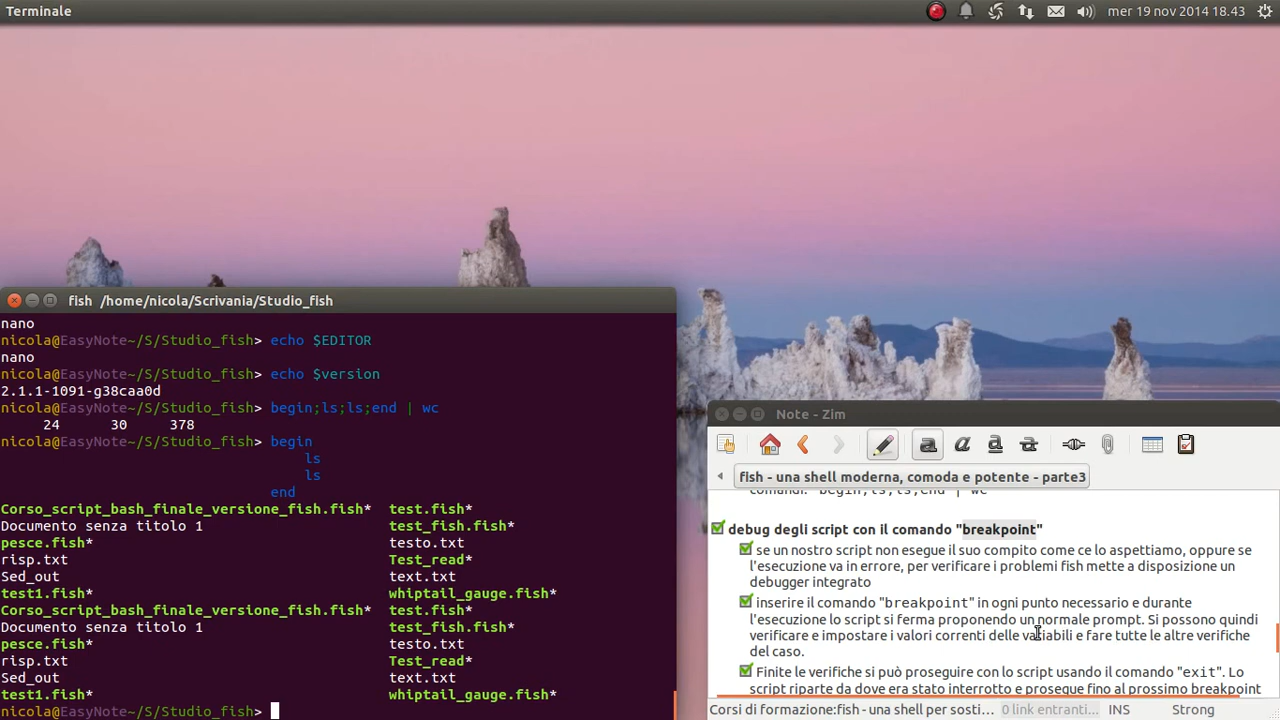 Terminale
mer 19 nov 2014 18.43
fish /home/nicola/Scrivania/Studio_fish
nano
nicola@EasyNote~/S/Studio_fish> echo $EDITOR
nano
nicola@EasyNote~/S/Studio_fish> echo $version
2.1.1-1091-g38caa0d
nicola@EasyNote~/S/Studio_fish> begin;ls;ls;end | wc
24 30 378
nicola@EasyNote~/S/Studio_fish> begin
ls
ls
end
Corso_script_bash_finale_versione_fish.fish* test.fish*
Documento senza titolo 1 test_fish.fish*
pesce.fish* testo.txt
risp.txt Test_read*
Sed_out text.txt
test1.fish* whiptail_gauge.fish*
Corso_script_bash_finale_versione_fish.fish* test.fish*
Documento senza titolo 1 test_fish.fish*
pesce.fish* testo.txt
risp.txt Test_read*
Sed_out text.txt
test1.fish* whiptail_gauge.fish*
nicola@EasyNote~/S/Studio_fish>
Note - Zim
fish - una shell moderna, comoda e potente - parte3
comandi: "begin;ls;ls;end | wc"
debug degli script con il comando "breakpoint"
se un nostro script non esegue il suo compito come ce lo aspettiamo, oppure se
l'esecuzione va in errore, per verificare i problemi fish mette a disposizione un
debugger integrato
inserire il comando "breakpoint" in ogni punto necessario e durante
l'esecuzione lo script si ferma proponendo un normale prompt. Si possono quindi
verificare e impostare i valori correnti delle variabili e fare tutte le altre verifiche
del caso.
Finite le verifiche si può proseguire con lo script usando il comando "exit". Lo
script riparte da dove era stato interrotto e prosegue fino al prossimo breakpoint
Corsi di formazione:fish - una shell per sosti... 0 link entranti... INS Strong